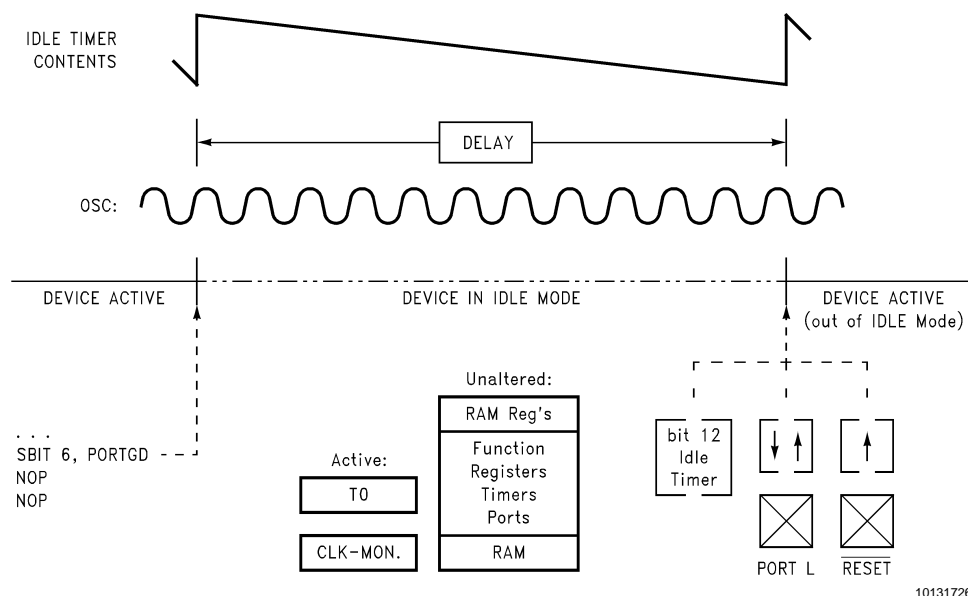 IDLE TIMER
CONTENTS
DELAY
OSC:
DEVICE ACTIVE
DEVICE IN IDLE MODE
DEVICE ACTIVE
(out of IDLE Mode)
. . .
SBIT 6, PORTGD
NOP
NOP
Active:
T0
CLK-MON.
Unaltered:
RAM Reg's
Function
Registers
Timers
Ports
RAM
bit 12
Idle
Timer
PORT L
RESET
10131726